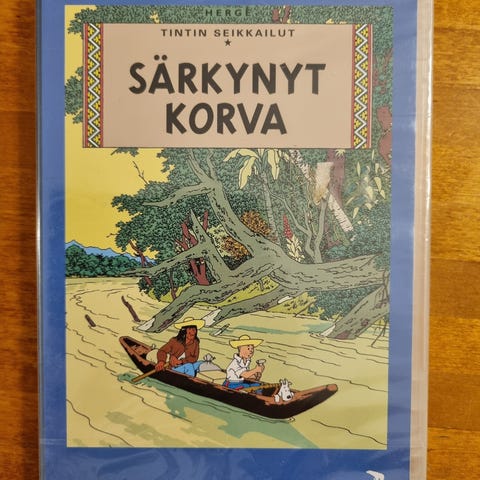 HERGÉ
TINTIN SEIKKAILUT
SÄRKYNYT
KORVA